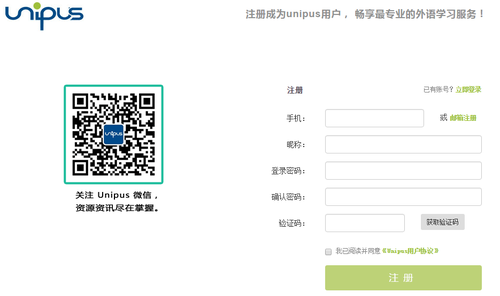 unipus
注册成为unipus用户，畅享最专业的外语学习服务！
注册
已有账号？立即登录
手机：
或 邮箱注册
昵称：
登录密码：
确认密码：
验证码：
获取验证码
我已阅读并同意《Unipus用户协议》
注 册
unipus
关注 Unipus 微信，
资源资讯尽在掌握。